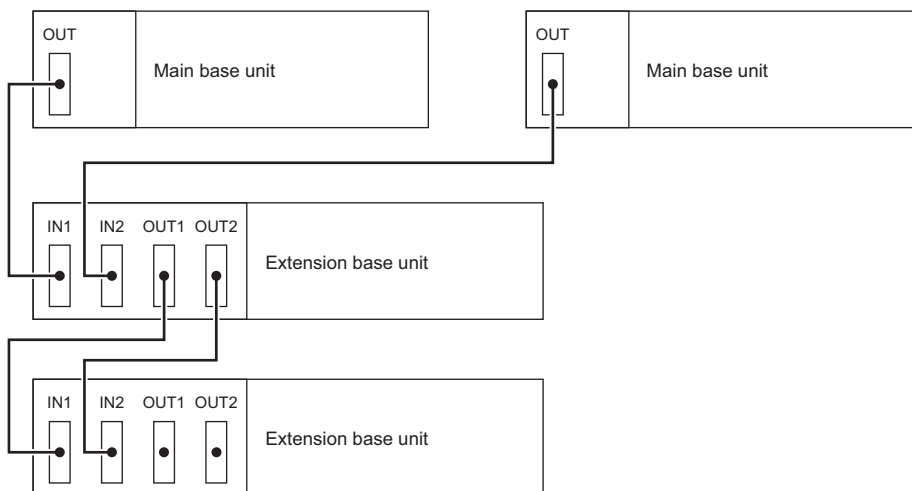 OUT
Main base unit
OUT
Main base unit
IN1 IN2 OUT1 OUT2
Extension base unit
IN1 IN2 OUT1 OUT2
Extension base unit